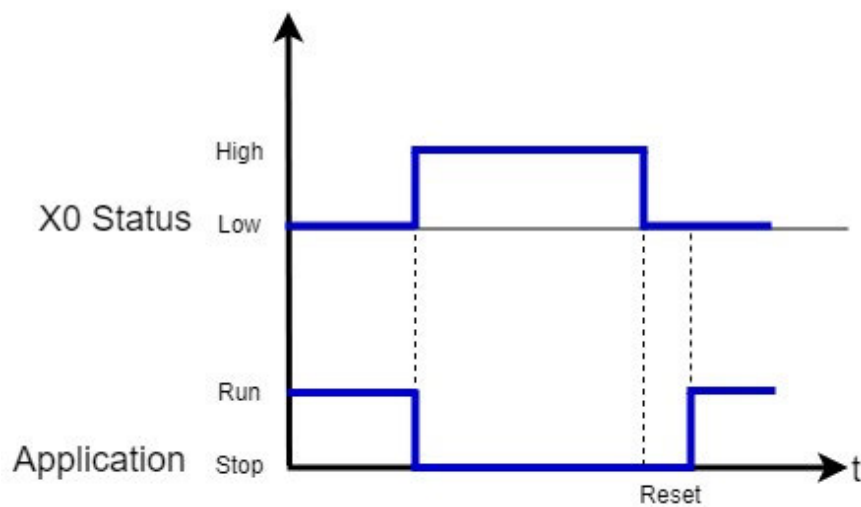 High
X0 Status
Low
Run
Application
Stop
t
Reset